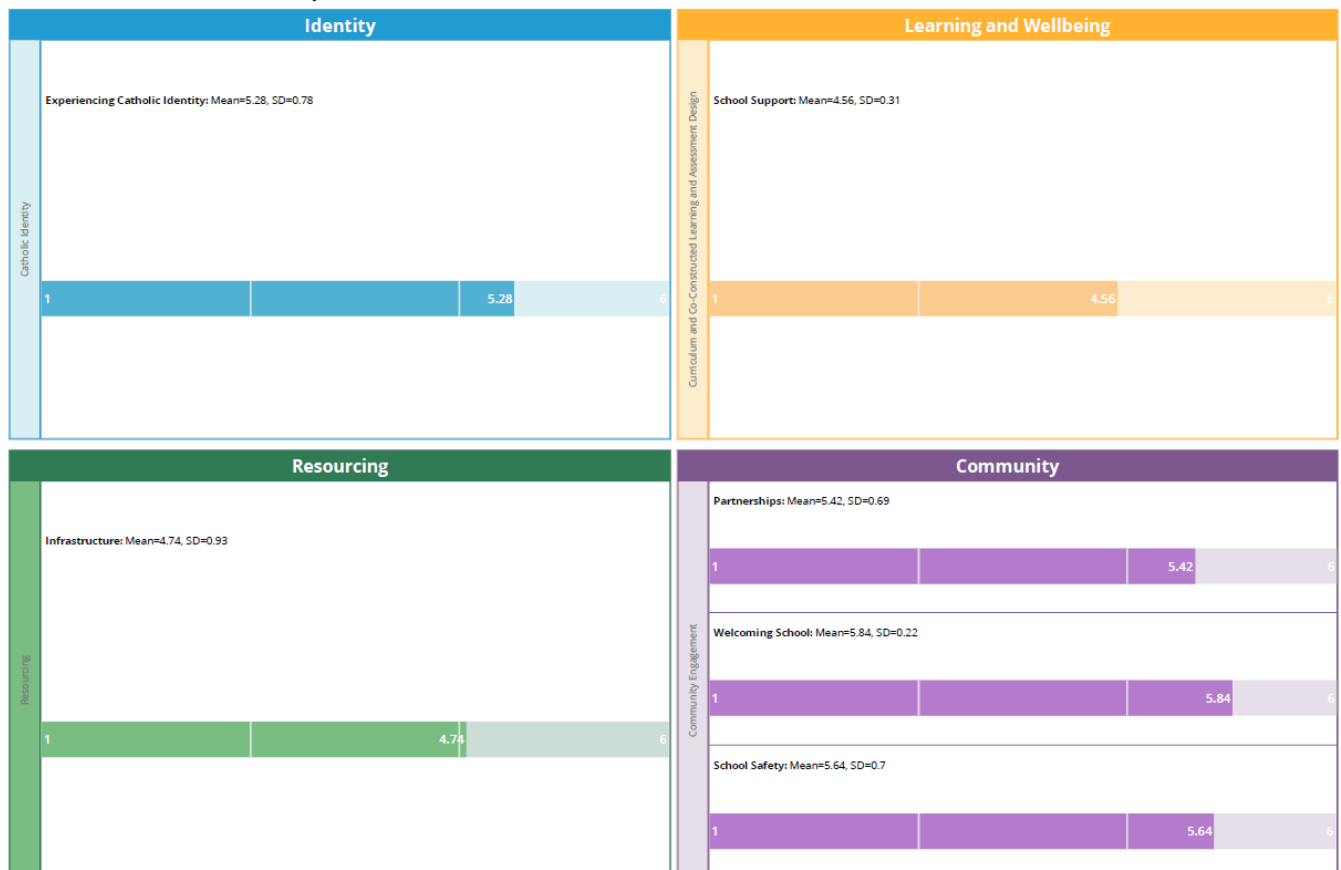 Identity
Catholic Identity
Experiencing Catholic Identity: Mean=5.28, SD=0.78
1 5.28 6
Learning and Wellbeing
Curriculum and Co-Constructed Learning and Assessment Design
School Support: Mean=4.56, SD=0.31
1 4.56 6
Resourcing
Resourcing
Infrastructure: Mean=4.74, SD=0.93
1 4.74 6
Community
Community Engagement
Partnerships: Mean=5.42, SD=0.69
1 5.42 6
Welcoming School: Mean=5.84, SD=0.22
1 5.84 6
School Safety: Mean=5.64, SD=0.7
1 5.64 6